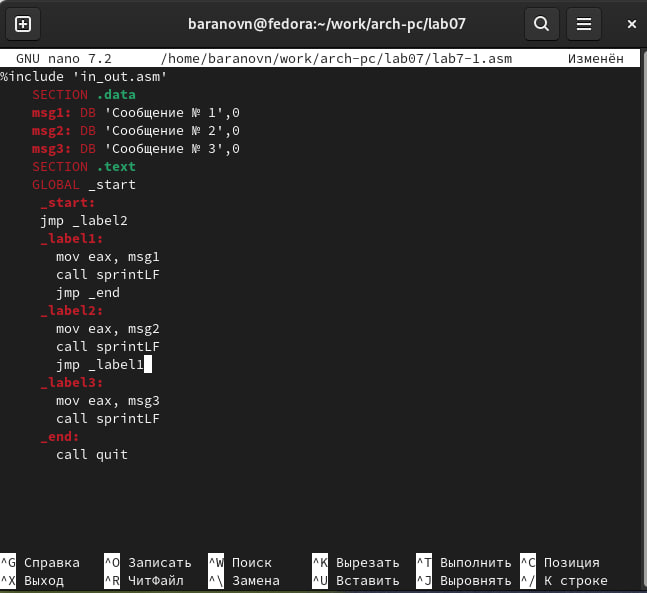 baranovn@fedora:~/work/arch-pc/lab07
GNU nano 7.2 /home/baranovn/work/arch-pc/lab07/lab7-1.asm Изменён
%include 'in_out.asm'
SECTION .data
msg1: DB 'Сообщение № 1',0
msg2: DB 'Сообщение № 2',0
msg3: DB 'Сообщение № 3',0
SECTION .text
GLOBAL _start
_start:
jmp _label2
_label1:
mov eax, msg1
call sprintLF
jmp _end
_label2:
mov eax, msg2
call sprintLF
jmp _label1
_label3:
mov eax, msg3
call sprintLF
_end:
call quit
^G Справка ^O Записать ^W Поиск ^K Вырезать ^T Выполнить ^C Позиция
^X Выход ^R ЧитФайл ^\ Замена ^U Вставить ^J Выровнять ^/ К строке